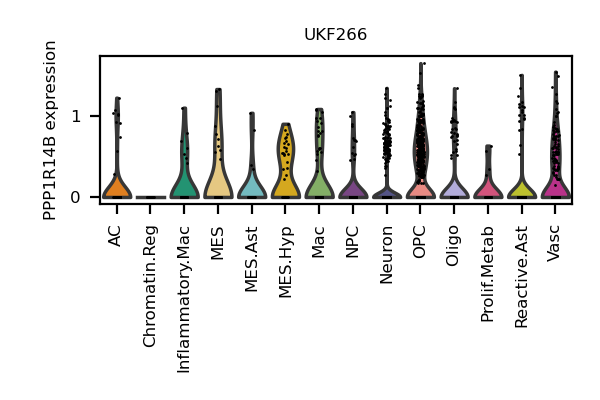 UKF266
PPP1R14B expression
1
0
AC
Chromatin.Reg
Inflammatory.Mac
MES
MES.Ast
MES.Hyp
Mac
NPC
Neuron
OPC
Oligo
Prolif.Metab
Reactive.Ast
Vasc